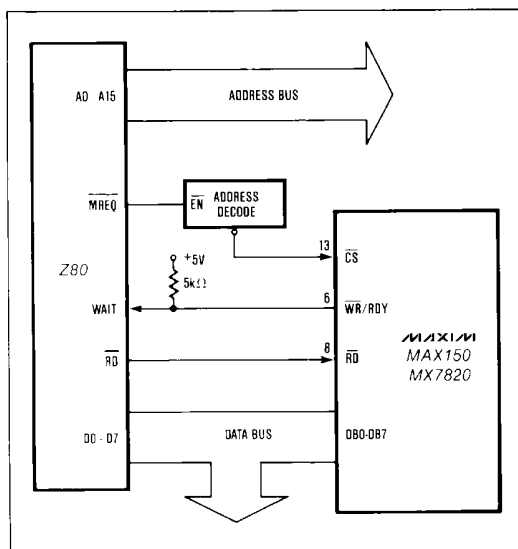 A0 A15
ADDRESS BUS
MREQ
EN ADDRESS
DECODE
+5V
5kΩ
13
CS
Z80
WAIT
6
WR/RDY
MAXIM
MAX150
MX7820
RD
8
RD
D0 - D7
DATA BUS
DB0-DB7